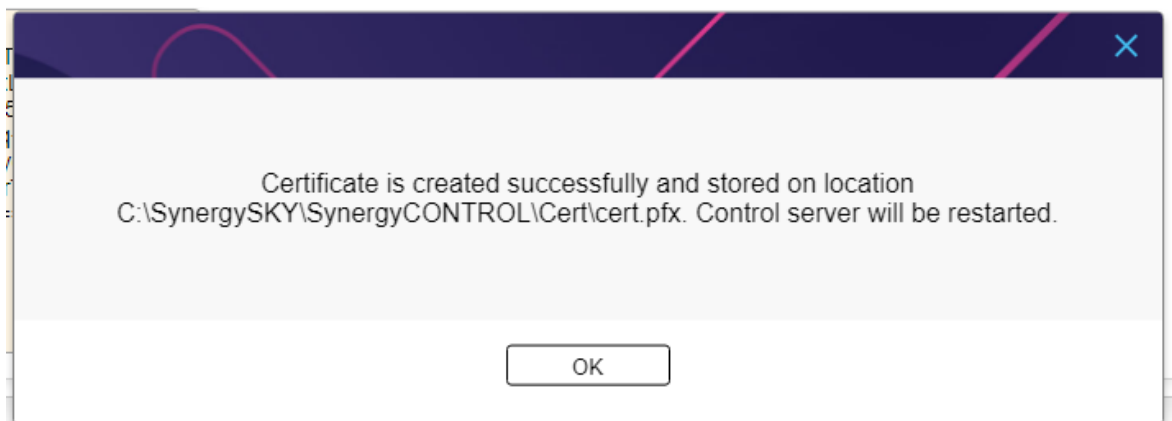 Certificate is created successfully and stored on location
C:\SynergySKY\SynergyCONTROL\Cert\cert.pfx. Control server will be restarted.
OK